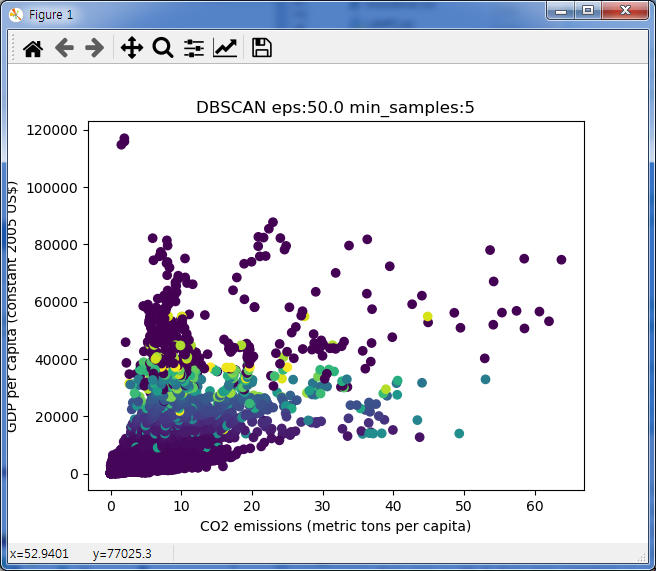 Figure 1
DBSCAN eps:50.0 min_samples:5
120000
100000
80000
60000
40000
20000
0
GDP per capita (constant 2005 US$)
0 10 20 30 40 50 60
CO2 emissions (metric tons per capita)
x=52.9401 y=77025.3